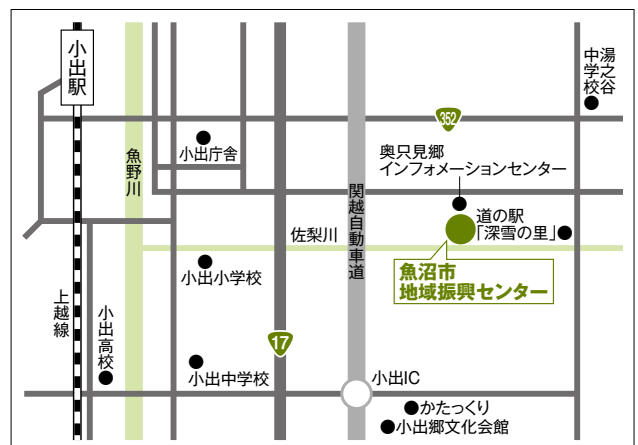 小出駅
湯之谷
中学校
352
小出庁舎
奥只見郷
インフォメーションセンター
魚野川
関越自動車道
道の駅
「深雪の里」
佐梨川
魚沼市
地域振興センター
小出小学校
上越線
小出高校
17
小出中学校
小出IC
かたっくり
小出郷文化会館